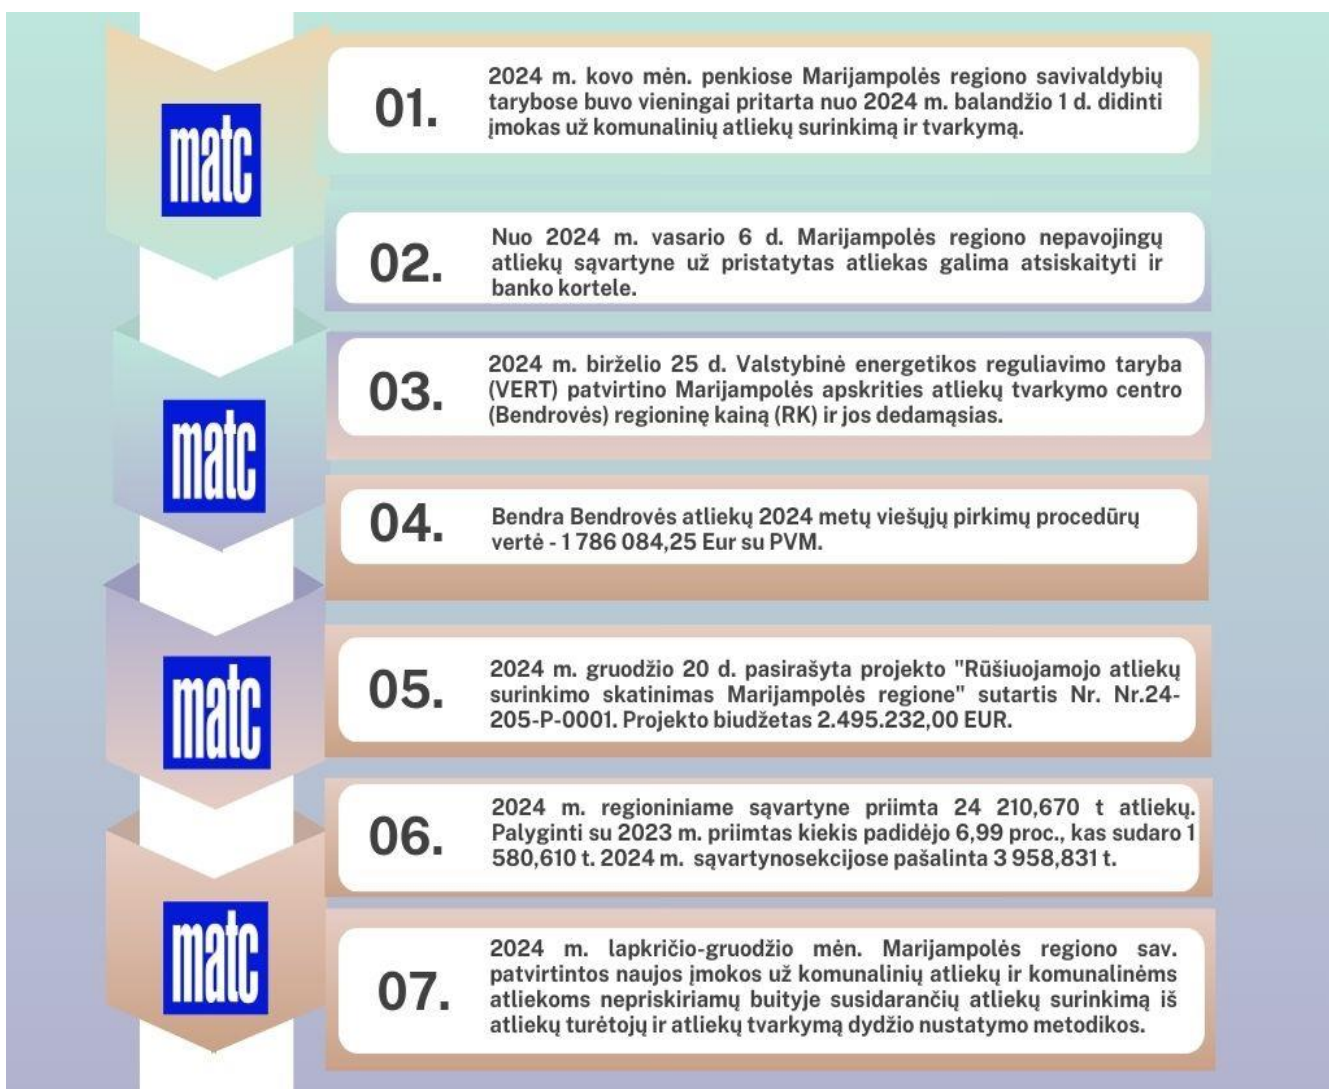 matc
01.
2024 m. kovo mėn. penkiose Marijampolės regiono savivaldybių
tarybose buvo vieningai pritarta nuo 2024 m. balandžio 1 d. didinti
įmokas už komunalinių atliekų surinkimą ir tvarkymą.
02.
Nuo 2024 m. vasario 6 d. Marijampolės regiono nepavojingų
atliekų sąvartyne už pristatytas atliekas galima atsiskaityti ir
banko kortele.
matc
03.
2024 m. birželio 25 d. Valstybinė energetikos reguliavimo taryba
(VERT) patvirtino Marijampolės apskrities atliekų tvarkymo centro
(Bendrovės) regioninę kainą (RK) ir jos dedamąsias.
04.
Bendra Bendrovės atliekų 2024 metų viešųjų pirkimų procedūrų
vertė - 1 786 084,25 Eur su PVM.
matc
05.
2024 m. gruodžio 20 d. pasirašyta projekto "Rūšiuojamojo atliekų
surinkimo skatinimas Marijampolės regione" sutartis Nr. Nr.24-
205-P-0001. Projekto biudžetas 2.495.232,00 EUR.
06.
2024 m. regioniniame sąvartyne priimta 24 210,670 t atliekų.
Palyginti su 2023 m. priimtas kiekis padidėjo 6,99 proc., kas sudaro 1
580,610 t. 2024 m. sąvartynosekcijose pašalinta 3 958,831 t.
matc
07.
2024 m. lapkričio-gruodžio mėn. Marijampolės regiono sav.
patvirtintos naujos įmokos už komunalinių atliekų ir komunalinėms
atliekoms nepriskiriamų buityje susidarančių atliekų surinkimą iš
atliekų turėtojų ir atliekų tvarkymą dydžio nustatymo metodikos.